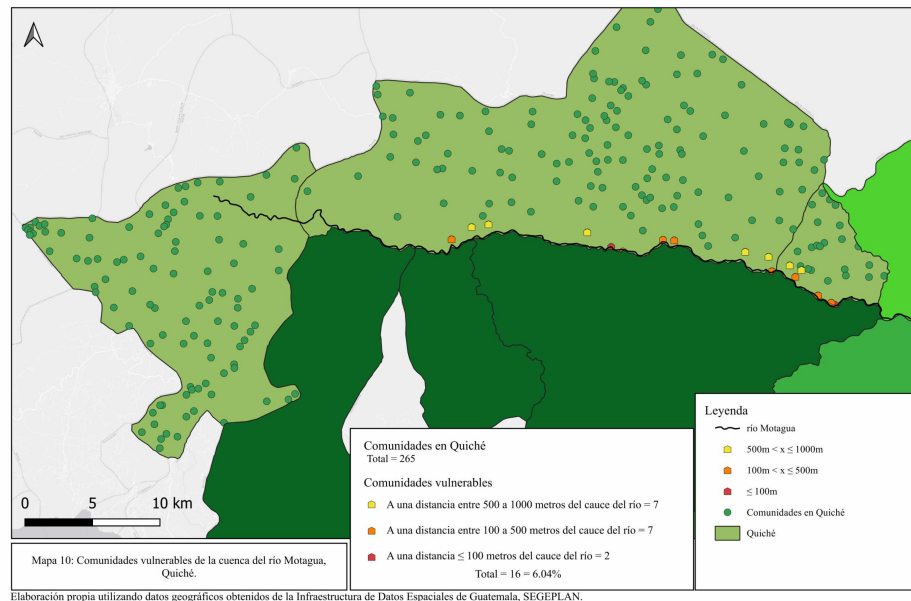 Comunidades en Quiché
Total = 265
Comunidades vulnerables
A una distancia entre 500 a 1000 metros del cauce del río = 7
A una distancia entre 100 a 500 metros del cauce del río = 7
A una distancia ≤ 100 metros del cauce del río = 2
Total = 16 = 6.04%
Leyenda
río Motagua
500m < x ≤ 1000m
100m < x ≤ 500m
≤ 100m
Comunidades en Quiché
Quiché
0 5 10 km
Mapa 10: Comunidades vulnerables de la cuenca del río Motagua,
Quiché.
Elaboración propia utilizando datos geográficos obtenidos de la Infraestructura de Datos Espaciales de Guatemala, SEGEPLAN.